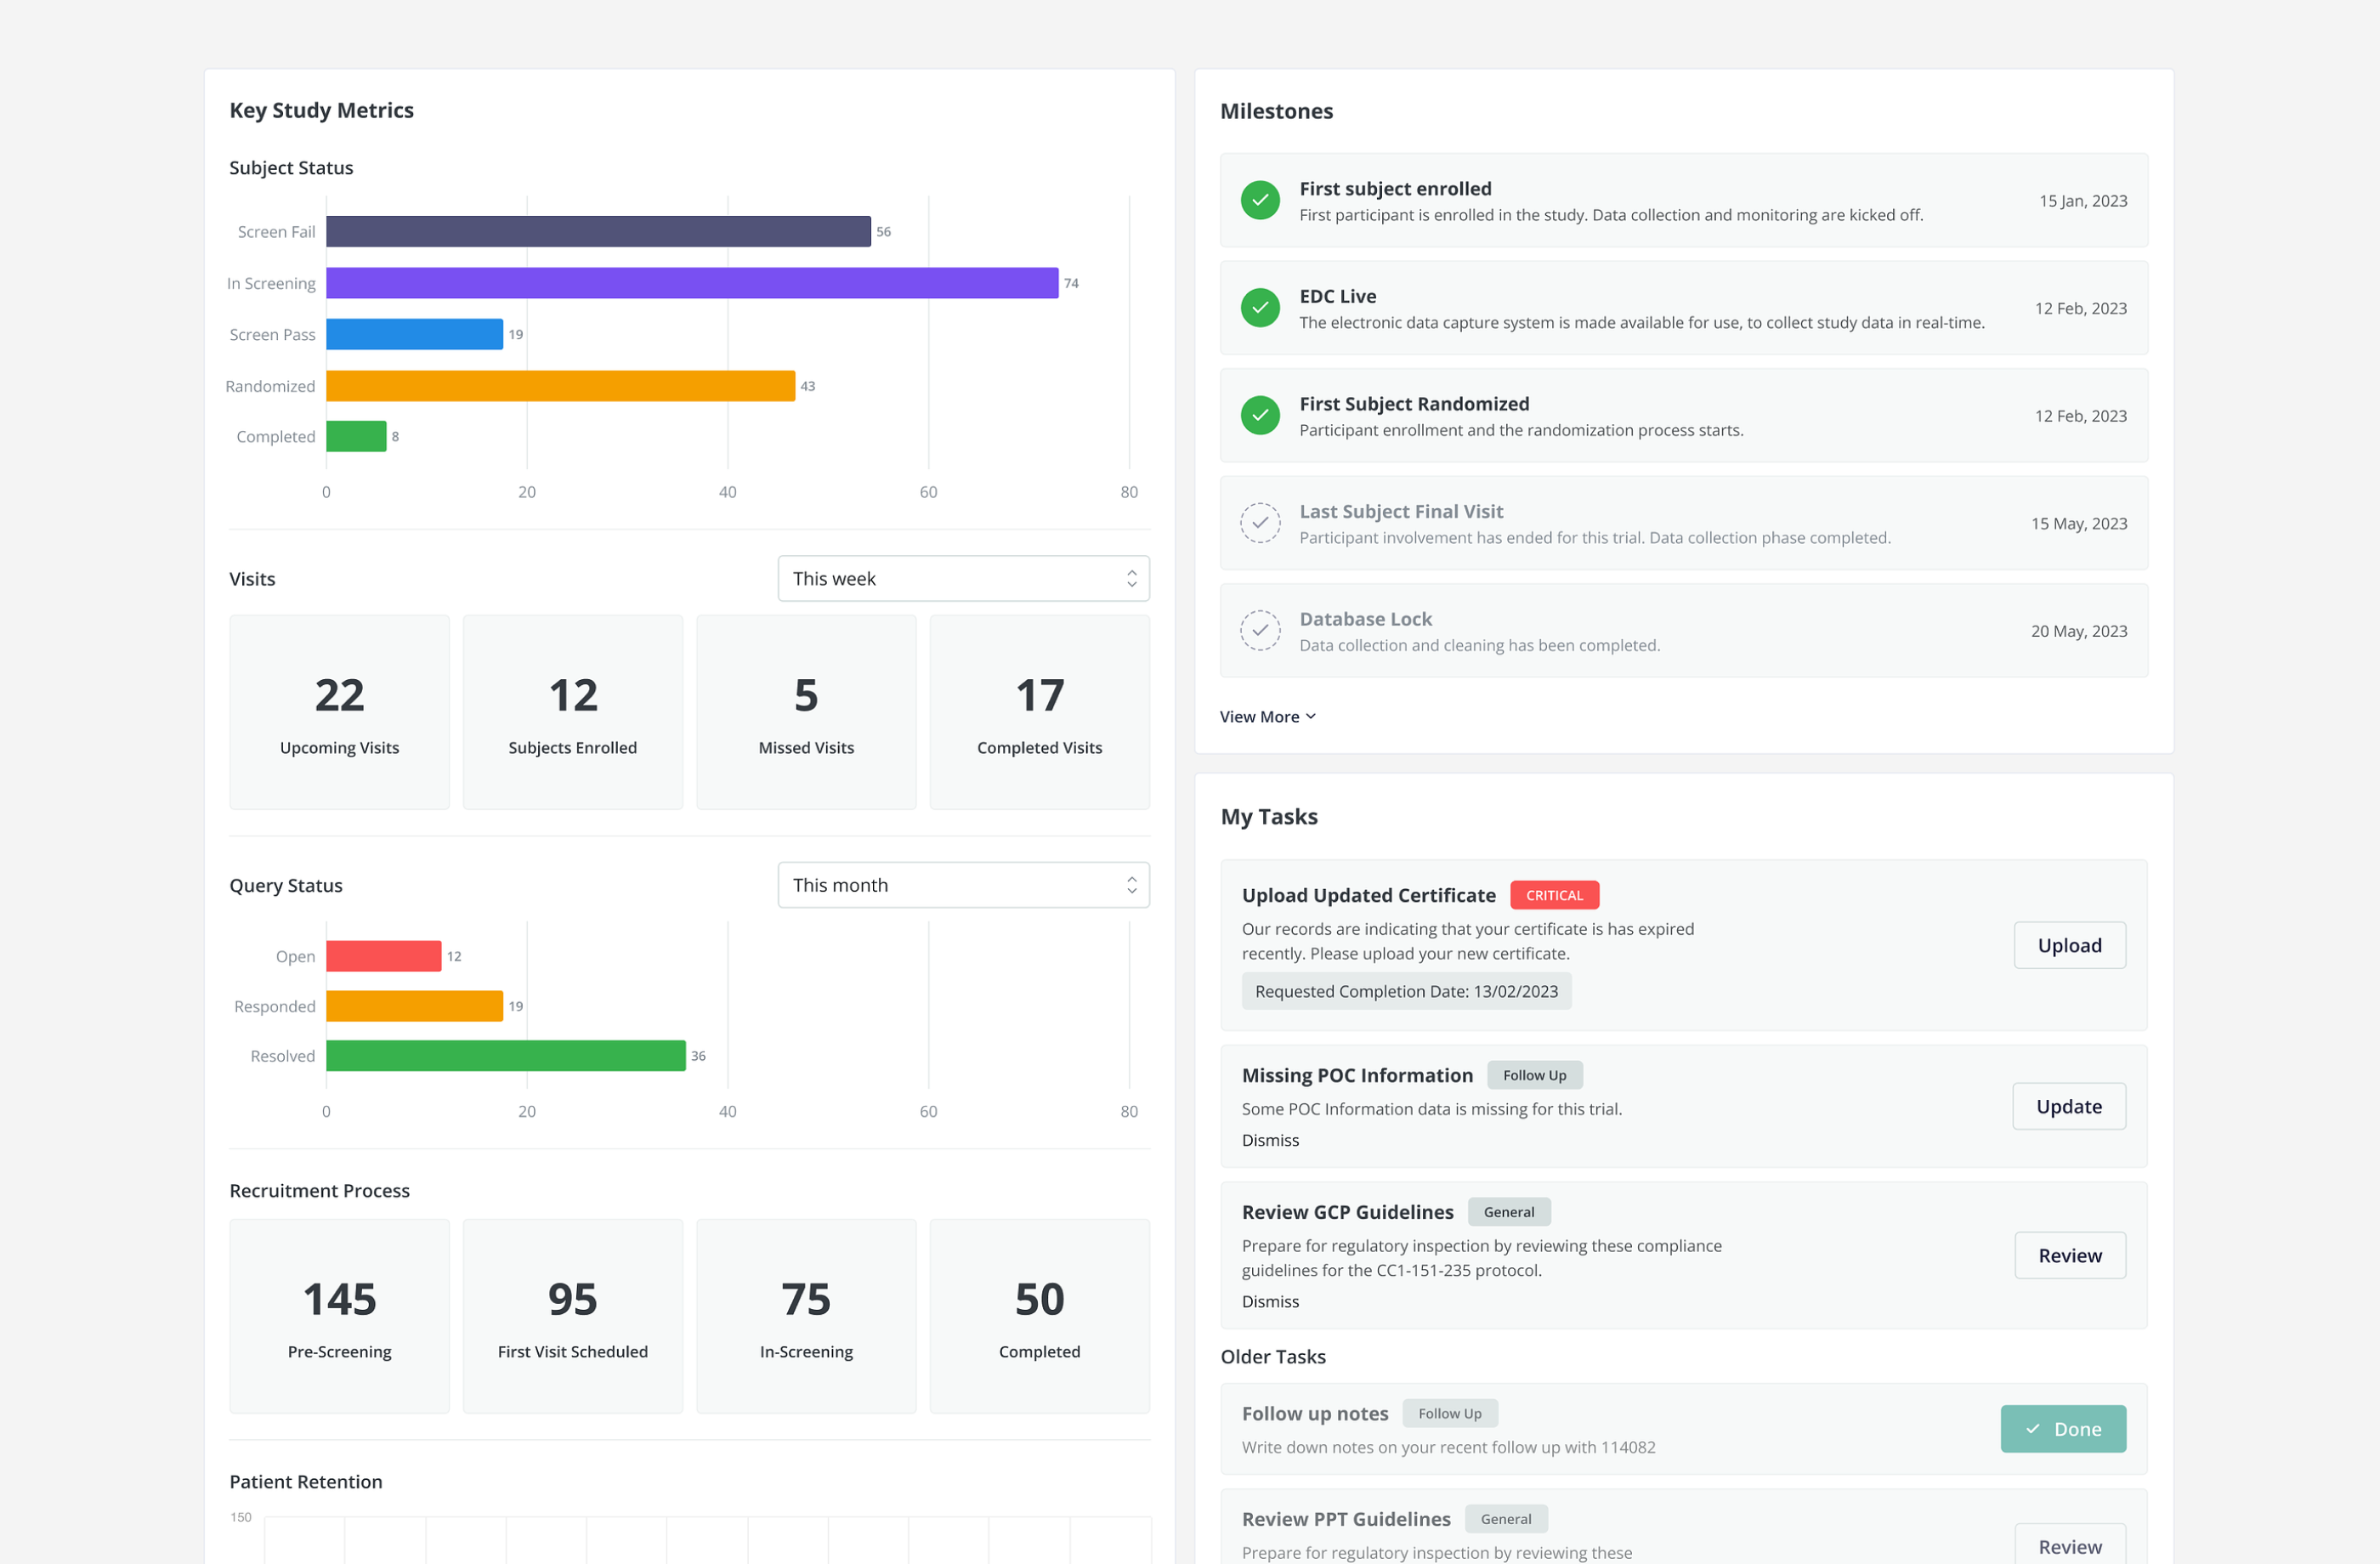 Key Study Metrics
Subject Status
Screen Fail 56
In Screening 74
Screen Pass 19
Randomized 43
Completed 8
0 20 40 60 80
Visits This week
22 12 5 17
Upcoming Visits Subjects Enrolled Missed Visits Completed Visits
Query Status This month
Open 12
Responded 19
Resolved 36
0 20 40 60 80
Recruitment Process
145 95 75 50
Pre-Screening First Visit Scheduled In-Screening Completed
Patient Retention
150
Milestones
First subject enrolled
First participant is enrolled in the study. Data collection and monitoring are kicked off.
15 Jan, 2023
EDC Live
The electronic data capture system is made available for use, to collect study data in real-time.
12 Feb, 2023
First Subject Randomized
Participant enrollment and the randomization process starts.
12 Feb, 2023
Last Subject Final Visit
Participant involvement has ended for this trial. Data collection phase completed.
15 May, 2023
Database Lock
Data collection and cleaning has been completed.
20 May, 2023
View More
My Tasks
Upload Updated Certificate CRITICAL
Our records are indicating that your certificate is has expired
recently. Please upload your new certificate.
Requested Completion Date: 13/02/2023
Upload
Missing POC Information Follow Up
Some POC Information data is missing for this trial.
Dismiss
Update
Review GCP Guidelines General
Prepare for regulatory inspection by reviewing these compliance
guidelines for the CC1-151-235 protocol.
Dismiss
Review
Older Tasks
Follow up notes Follow Up
Write down notes on your recent follow up with 114082
Done
Review PPT Guidelines General
Prepare for regulatory inspection by reviewing these
Review